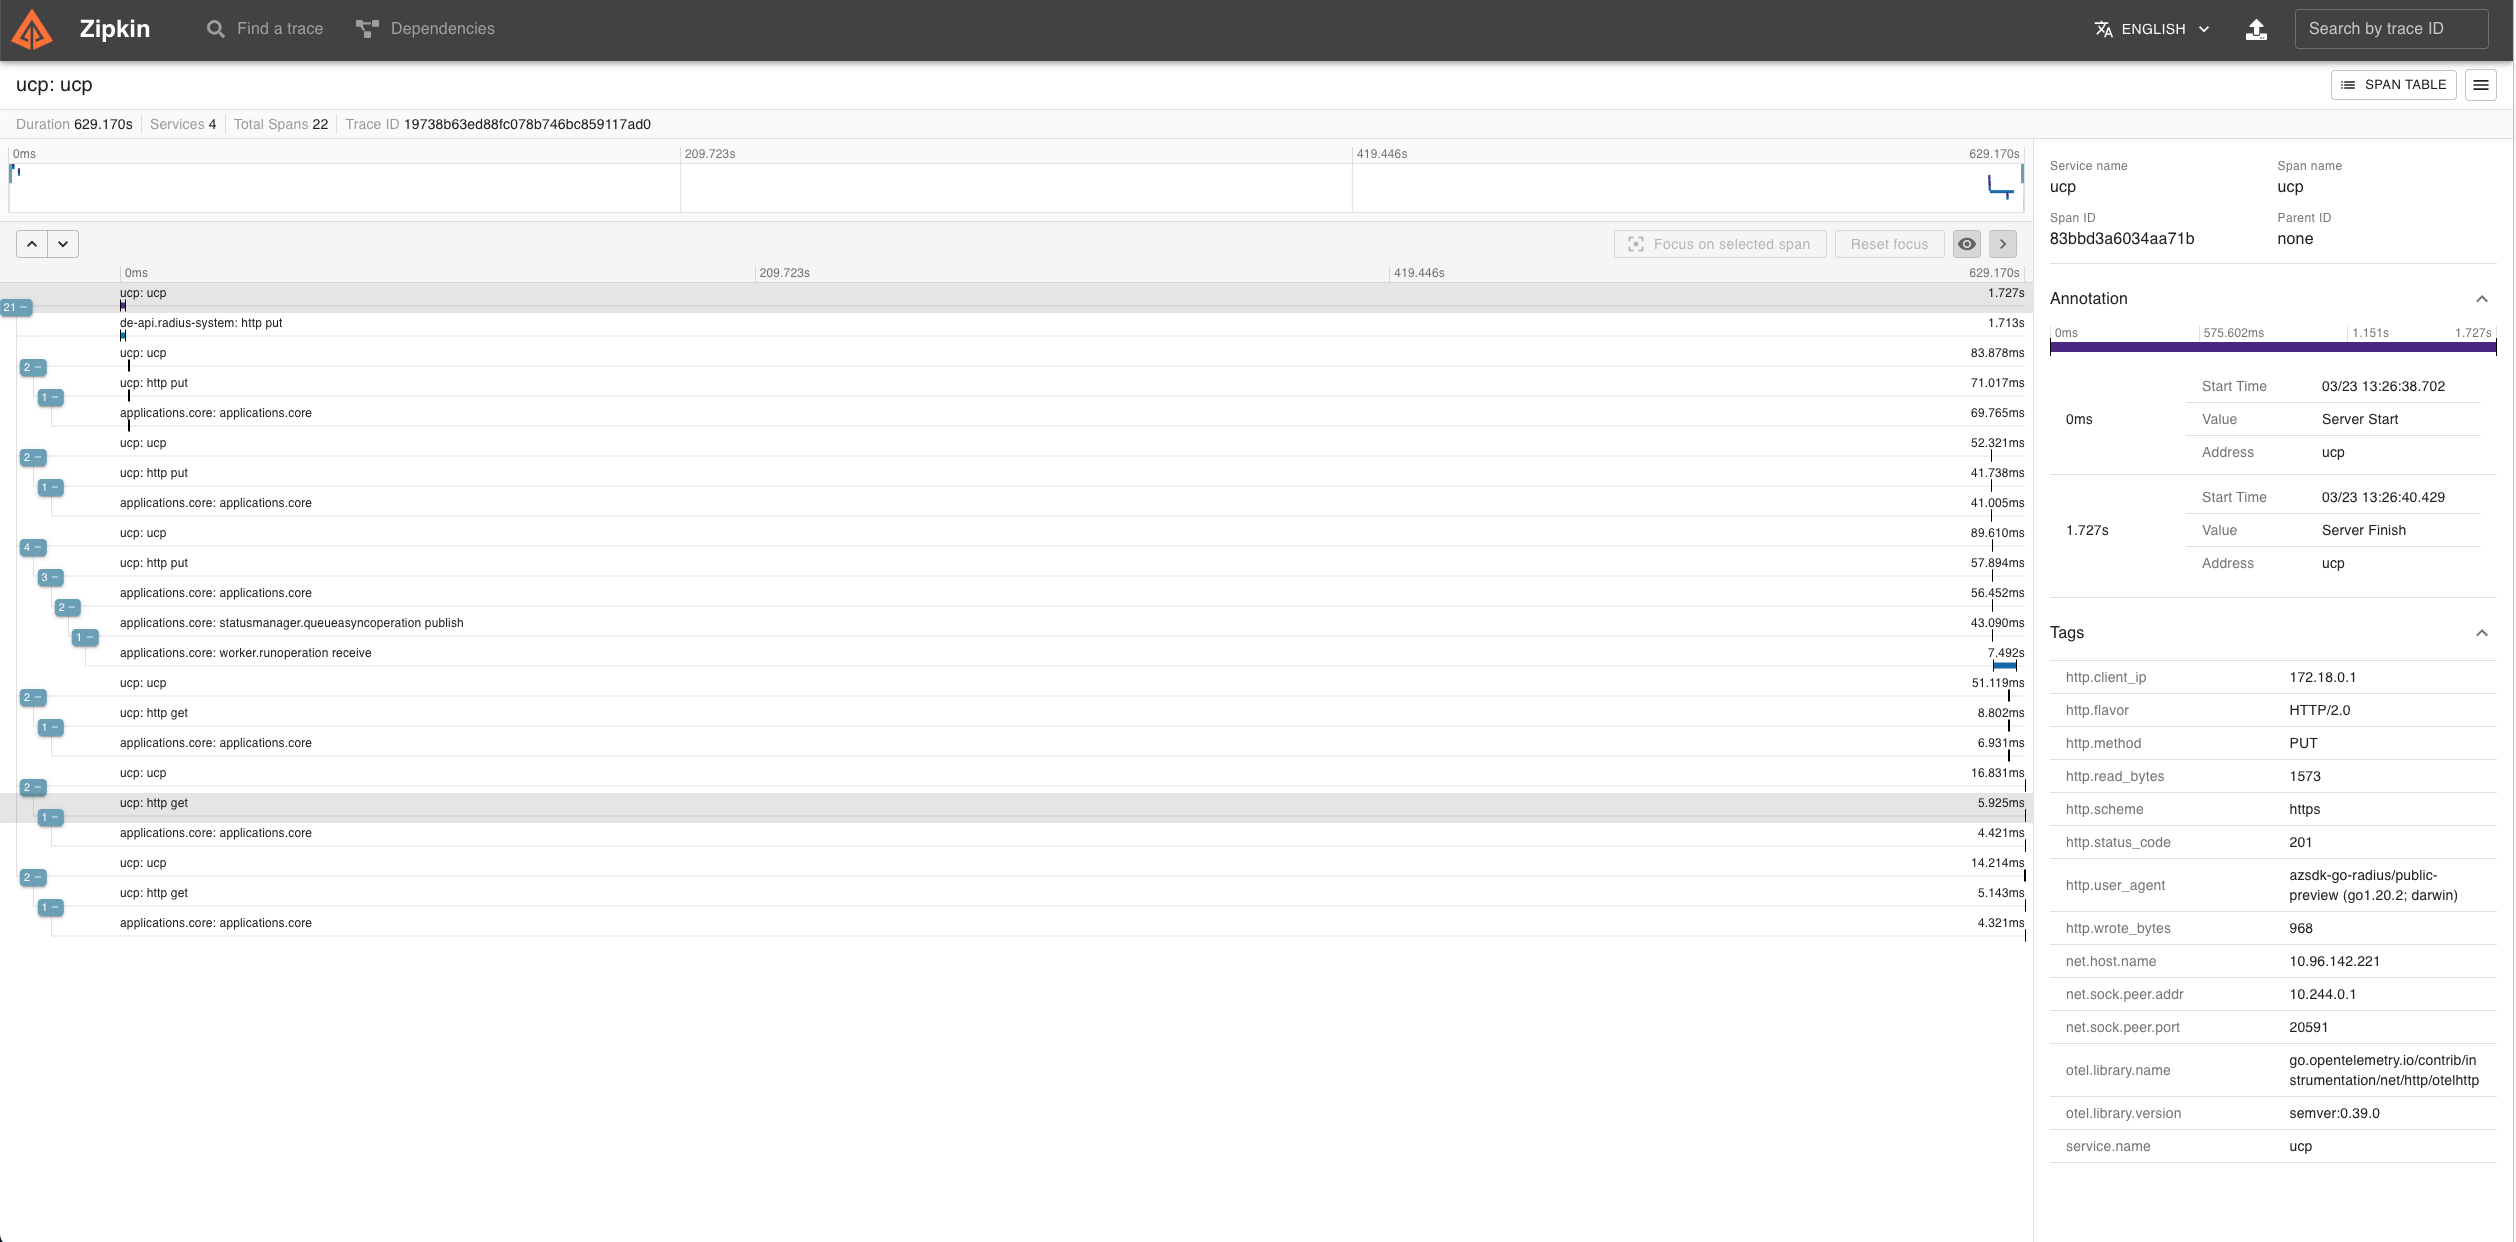 Zipkin
Find a trace
Dependencies
ENGLISH
Search by trace ID
ucp: ucp
SPAN TABLE
Duration 629.170s Services 4 Total Spans 22 Trace ID 19738b63ed88fc078b746bc859117ad0
0ms 209.723s 419.446s 629.170s
Focus on selected span
Reset focus
0ms 209.723s 419.446s 629.170s
ucp: ucp 1.727s
21 −
de-api.radius-system: http put 1.713s
ucp: ucp 83.878ms
2 −
ucp: http put 71.017ms
1 −
applications.core: applications.core 69.765ms
ucp: ucp 52.321ms
2 −
ucp: http put 41.738ms
1 −
applications.core: applications.core 41.005ms
ucp: ucp 89.610ms
4 −
ucp: http put 57.894ms
3 −
applications.core: applications.core 56.452ms
2 −
applications.core: statusmanager.queueasyncoperation publish 43.090ms
1 −
applications.core: worker.runoperation receive 7.492s
ucp: ucp 51.119ms
2 −
ucp: http get 8.802ms
1 −
applications.core: applications.core 6.931ms
ucp: ucp 16.831ms
2 −
ucp: http get 5.925ms
1 −
applications.core: applications.core 4.421ms
ucp: ucp 14.214ms
2 −
ucp: http get 5.143ms
1 −
applications.core: applications.core 4.321ms
Service name Span name
ucp ucp
Span ID Parent ID
83bbd3a6034aa71b none
Annotation
0ms 575.602ms 1.151s 1.727s
Start Time 03/23 13:26:38.702
0ms Value Server Start
Address ucp
Start Time 03/23 13:26:40.429
1.727s Value Server Finish
Address ucp
Tags
http.client_ip 172.18.0.1
http.flavor HTTP/2.0
http.method PUT
http.read_bytes 1573
http.scheme https
http.status_code 201
http.user_agent azsdk-go-radius/public-
preview (go1.20.2; darwin)
http.wrote_bytes 968
net.host.name 10.96.142.221
net.sock.peer.addr 10.244.0.1
net.sock.peer.port 20591
otel.library.name go.opentelemetry.io/contrib/in
strumentation/net/http/otelhttp
otel.library.version semver:0.39.0
service.name ucp